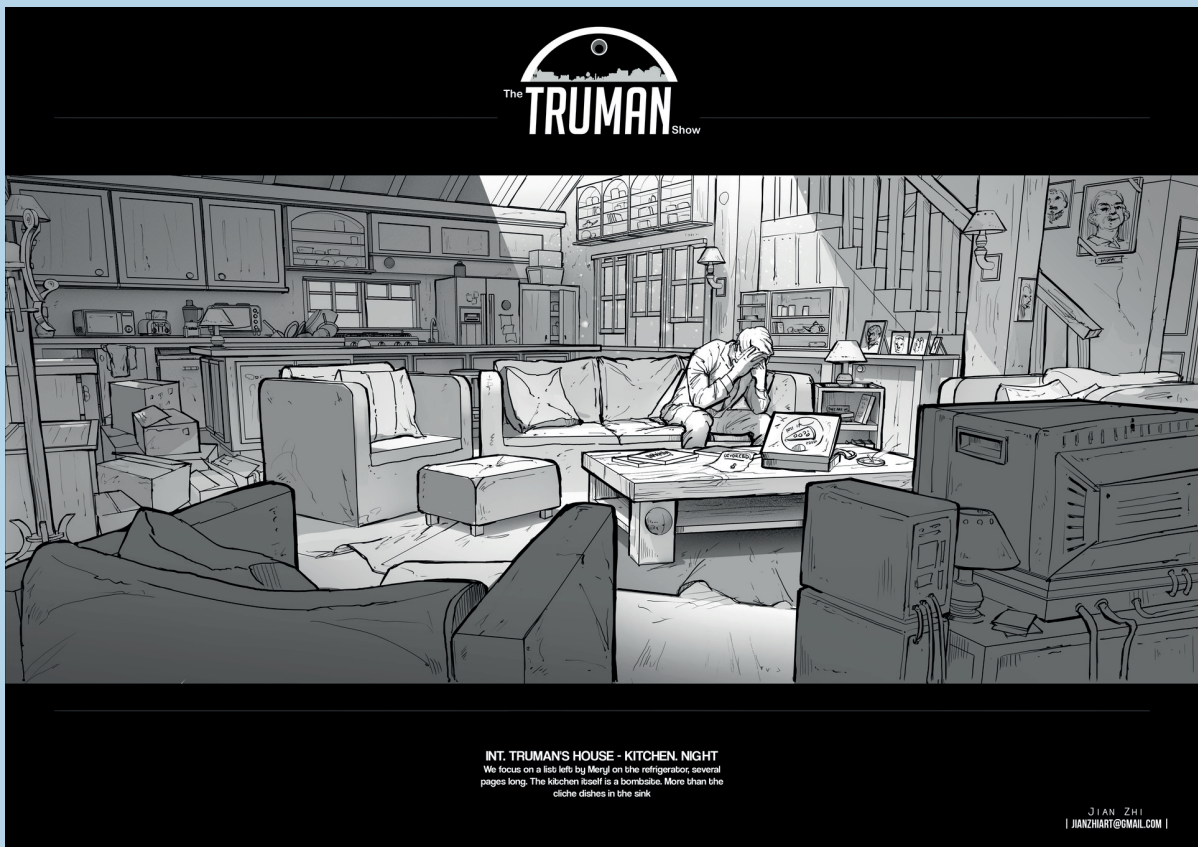 The
TRUMAN
Show
DIVORCED
INT. TRUMAN'S HOUSE - KITCHEN. NIGHT
We focus on a list left by Meryl on the refrigerator, several
pages long. The kitchen itself is a bombsite. More than the
cliche dishes in the sink
JIAN ZHI
| JIANZHIART@GMAIL.COM |